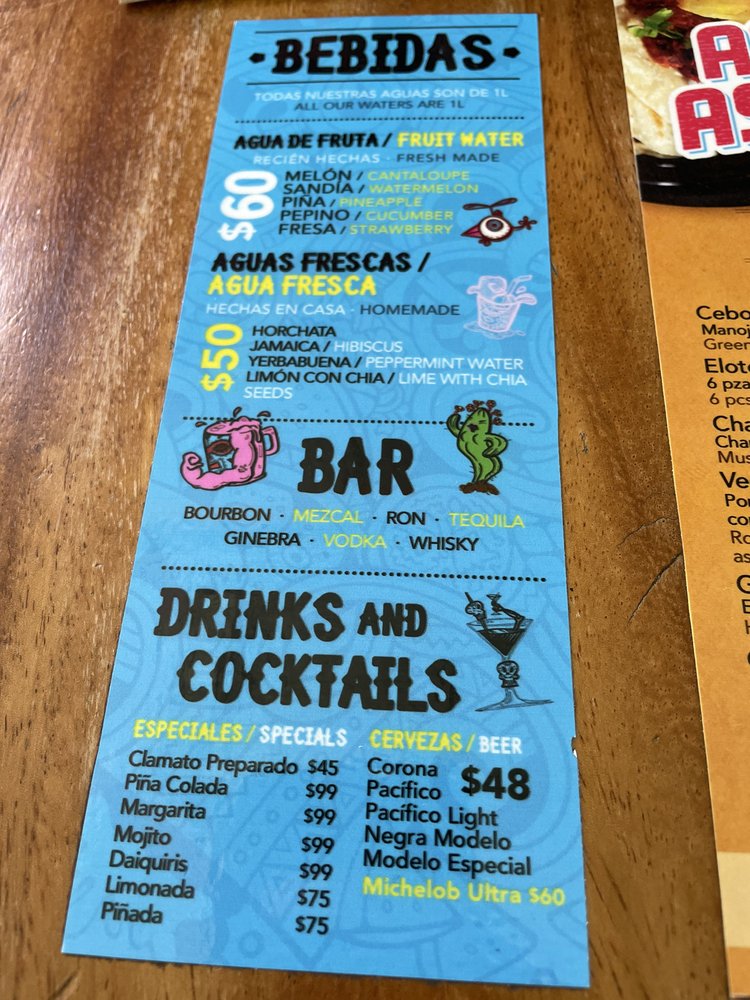 BEBIDAS
TODAS NUESTRAS AGUAS SON DE 1L
ALL OUR WATERS ARE 1L
AGUA DE FRUTA / FRUIT WATER
RECIÉN HECHAS · FRESH MADE
$60
MELÓN / CANTALOUPE
SANDÍA / WATERMELON
PIÑA / PINEAPPLE
PEPINO / CUCUMBER
FRESA / STRAWBERRY
AGUAS FRESCAS /
AGUA FRESCA
HECHAS EN CASA · HOMEMADE
$50
HORCHATA
JAMAICA / HIBISCUS
YERBABUENA / PEPPERMINT WATER
LIMÓN CON CHIA / LIME WITH CHIA
SEEDS
BAR
BOURBON · MEZCAL · RON · TEQUILA
GINEBRA · VODKA · WHISKY
DRINKS AND
COCKTAILS
ESPECIALES / SPECIALS
Clamato Preparado $45
Piña Colada $99
Margarita $99
Mojito $99
Daiquiris $99
Limonada $75
Piñada $75
CERVEZAS / BEER
Corona
Pacífico $48
Pacífico Light
Negra Modelo
Modelo Especial
Michelob Ultra $60
6 pza
6 pcs